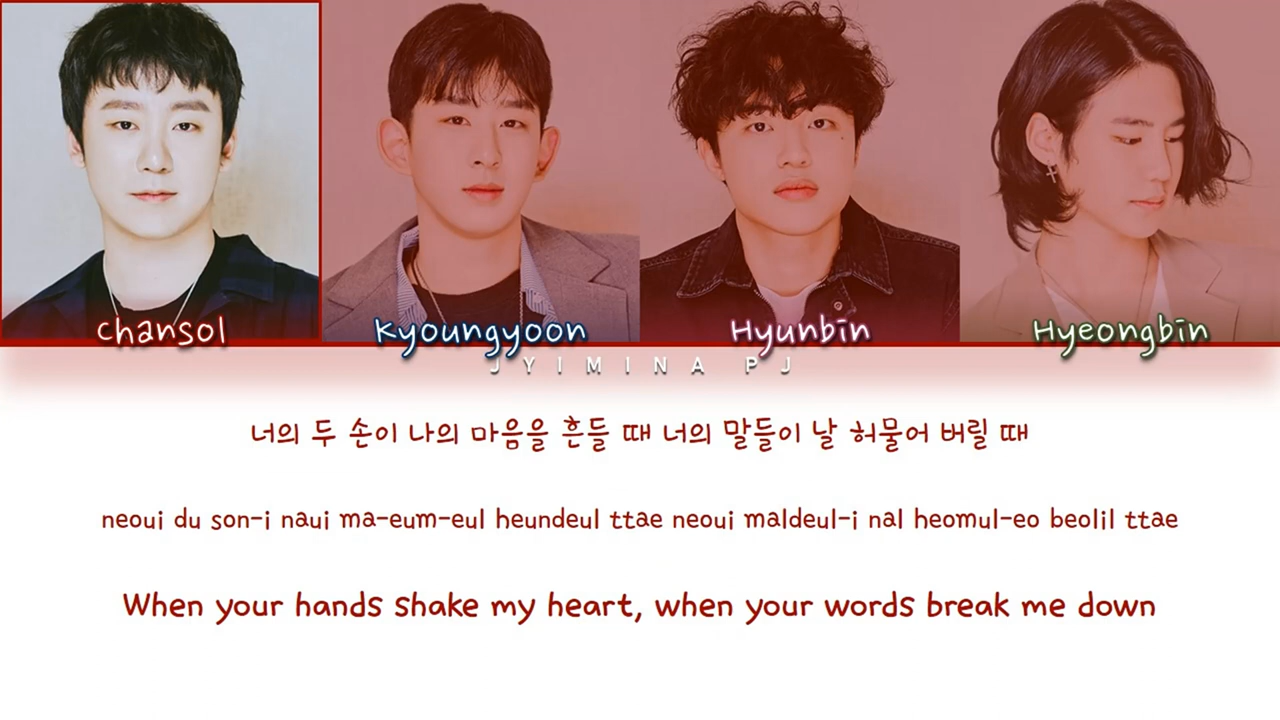 Chansol
Kyoungyoon
Hyunbin
Hyeongbin
JYIMINA PJ
너의 두 손이 나의 마음을 흔들 때 너의 말들이 날 허물어 버릴 때
neoui du son-i naui ma-eum-eul heundeul ttae neoui maldeul-i nal heomul-eo beolil ttae
When your hands shake my heart, when your words break me down